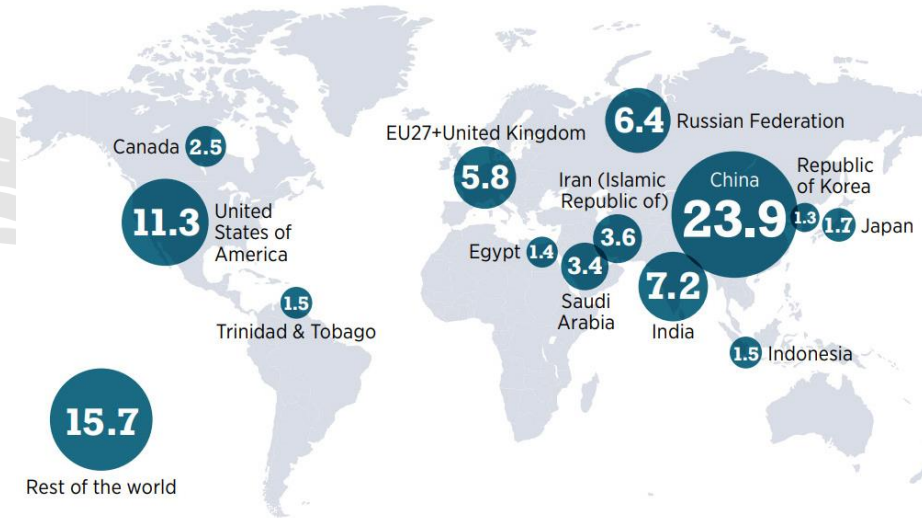 Canada 2.5
11.3 United
States of
America
1.5
Trinidad & Tobago
15.7
Rest of the world
EU27+United Kingdom
5.8
6.4 Russian Federation
Iran (Islamic
Republic of)
3.6
Egypt 1.4
3.4
Saudi
Arabia
China
23.9
Republic
of Korea
1.3
1.7 Japan
7.2
India
1.5 Indonesia